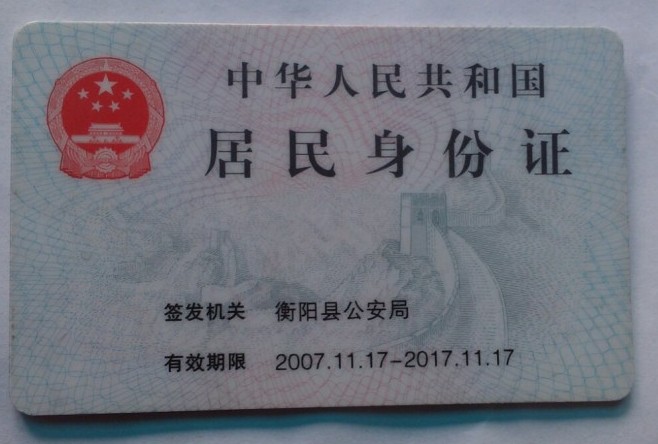 中华人民共和国
居民身份证
签发机关 衡阳县公安局
有效期限 2007.11.17-2017.11.17